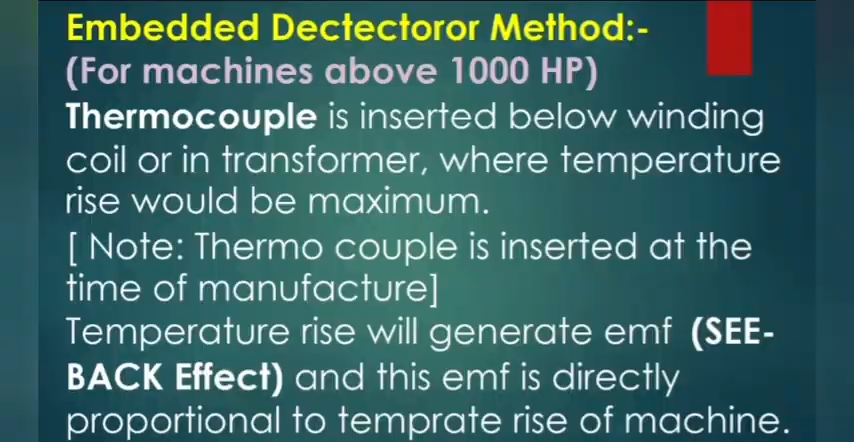 Embedded Dectectoror Method:-
(For machines above 1000 HP)
Thermocouple is inserted below winding
coil or in transformer, where temperature
rise would be maximum.
[ Note: Thermo couple is inserted at the
time of manufacture]
Temperature rise will generate emf (SEE-
BACK Effect) and this emf is directly
proportional to temprate rise of machine.